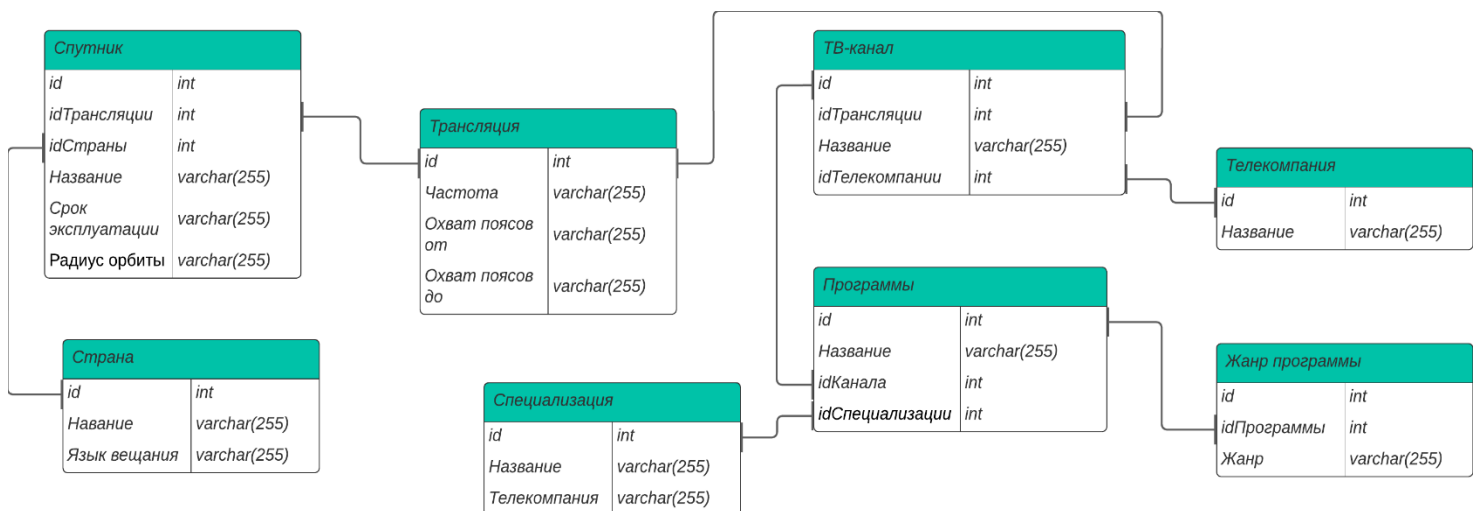 Спутник
id int
idТрансляции int
idСтраны int
Название varchar(255)
Срок
эксплуатации varchar(255)
Радиус орбиты varchar(255)
Трансляция
id int
Частота varchar(255)
Охват поясов
от varchar(255)
Охват поясов
до varchar(255)
ТВ-канал
id int
idТрансляции int
Название varchar(255)
idТелекомпании int
Телекомпания
id int
Название varchar(255)
Страна
id int
Навание varchar(255)
Язык вещания varchar(255)
Специализация
id int
Название varchar(255)
Телекомпания varchar(255)
Программы
id int
Название varchar(255)
idКанала int
idСпециализации int
Жанр программы
id int
idПрограммы int
Жанр varchar(255)